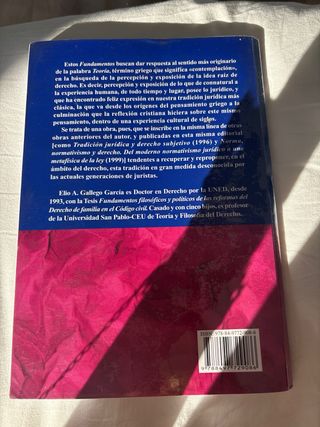 Estos Fundamentos buscan dar respuesta al sentido más originario
de la palabra Teoría, término griego que significa «contemplación»,
en la búsqueda de la percepción y exposición de la idea raíz de
derecho. Es decir, percepción y exposición de lo que de connatural a
la experiencia humana, de todo tiempo y lugar, posee lo jurídico, y
que ha encontrado feliz expresión en nuestra tradición jurídica más
clásica, la que va desde los orígenes del pensamiento griego a la
culminación que la reflexión cristiana hiciera sobre este mismo
pensamiento, dentro de una experiencia cultural de siglos.
Se trata de una obra, pues, que se inscribe en la misma línea de otras
obras anteriores del autor, y publicadas en esta misma editorial
[como Tradición jurídica y derecho subjetivo (1996) y Norma,
normativismo y derecho. Del moderno normativismo jurídico a una
metafísica de la ley (1999)] tendentes a recuperar y reproponer, en el
ámbito del derecho, esta tradición en gran medida desconocida por
las actuales generaciones de juristas.
Elio A. Gallego García es Doctor en Derecho por la UNED, desde
1993, con la Tesis Fundamentos filosóficos y políticos de las reformas del
Derecho de familia en el Código civil. Casado y con cinco hijos, es profesor
de la Universidad San Pablo-CEU de Teoría y Filosofía del Derecho.
ISBN: 978-84-9772-908-6
9 788497 729086